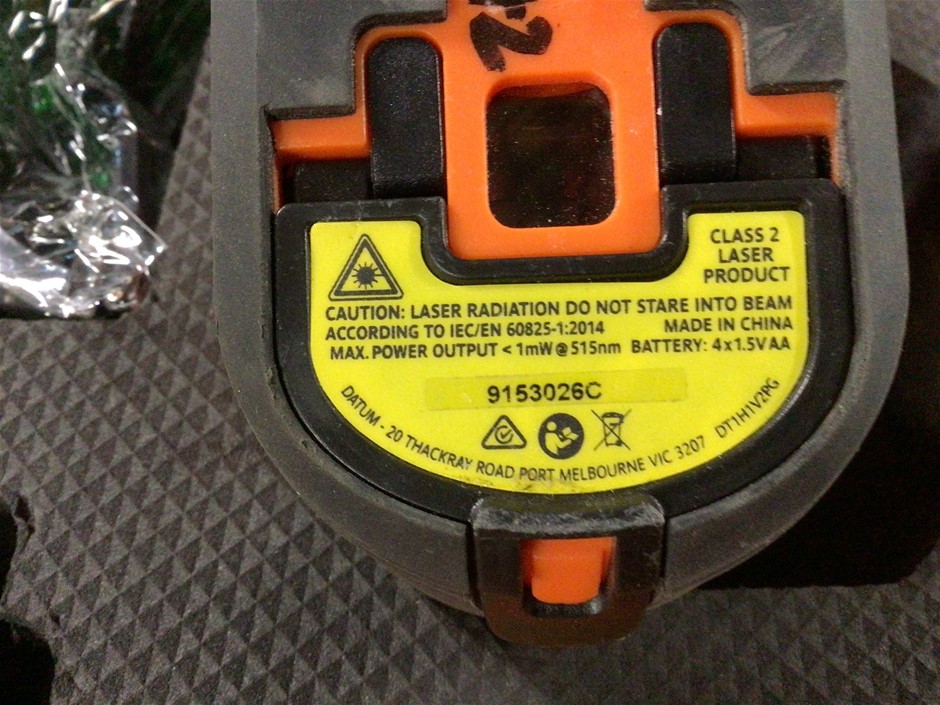 CLASS 2
LASER
PRODUCT
CAUTION: LASER RADIATION DO NOT STARE INTO BEAM
ACCORDING TO IEC/EN 60825-1:2014 MADE IN CHINA
MAX. POWER OUTPUT < 1mW @ 515nm BATTERY: 4 x 1.5V AA
9153026C
DATUM - 20 THACKRAY ROAD PORT MELBOURNE VIC 3207 DT1H1V2PG